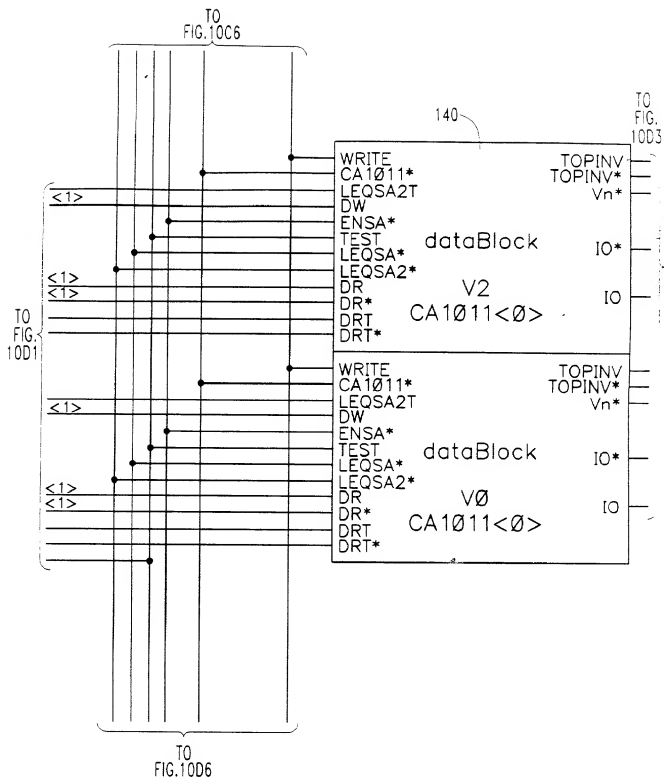 TO
FIG.10C6
140
TO
FIG.
10D3
WRITE
CA1Ø11*
LEQSA2T
<1>
DW
ENSA*
TEST
LEQSA*
LEQSA2*
<1>
DR
<1>
DR*
DRT
DRT*
dataBlock
V2
CA1Ø11<Ø>
TOPINV
TOPINV*
Vn*
IO*
IO
TO
FIG.
10D1
WRITE
CA1Ø11*
LEQSA2T
<1>
DW
ENSA*
TEST
LEQSA*
LEQSA2*
<1>
DR
<1>
DR*
DRT
DRT*
dataBlock
VØ
CA1Ø11<Ø>
TOPINV
TOPINV*
Vn*
IO*
IO
TO
FIG.10D6